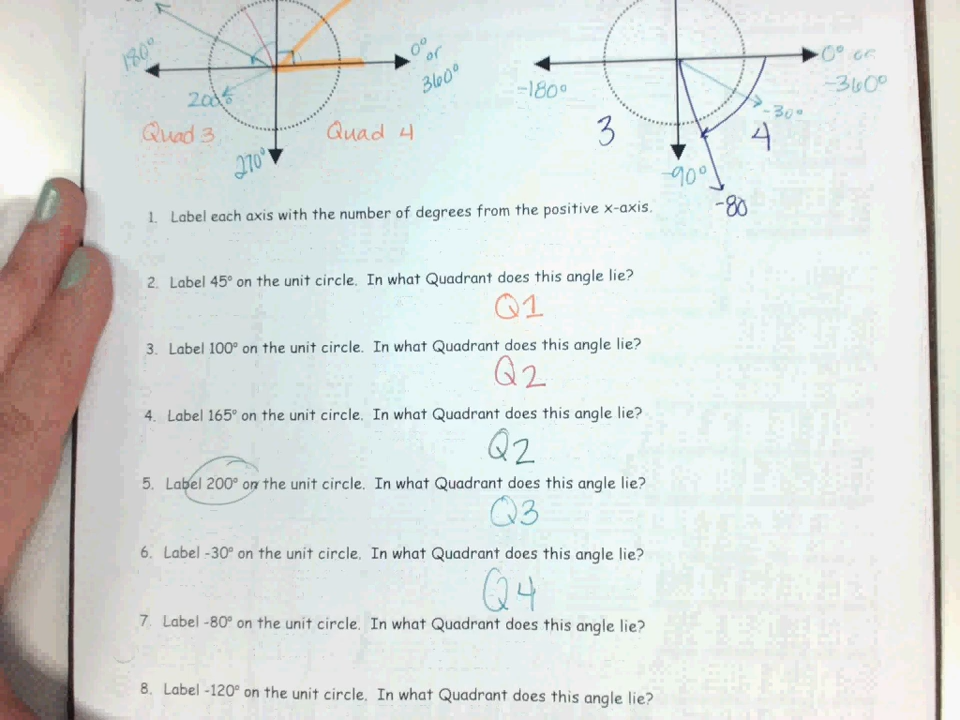 180°
0° or
360°
200°
Quad 3
Quad 4
270°
-180°
0° or
-360°
-30°
3
4
-90°
-80
1. Label each axis with the number of degrees from the positive x-axis.
2. Label 45° on the unit circle. In what Quadrant does this angle lie?
Q1
3. Label 100° on the unit circle. In what Quadrant does this angle lie?
Q2
4. Label 165° on the unit circle. In what Quadrant does this angle lie?
Q2
5. Label 200° on the unit circle. In what Quadrant does this angle lie?
Q3
6. Label -30° on the unit circle. In what Quadrant does this angle lie?
Q4
7. Label -80° on the unit circle. In what Quadrant does this angle lie?
8. Label -120° on the unit circle. In what Quadrant does this angle lie?